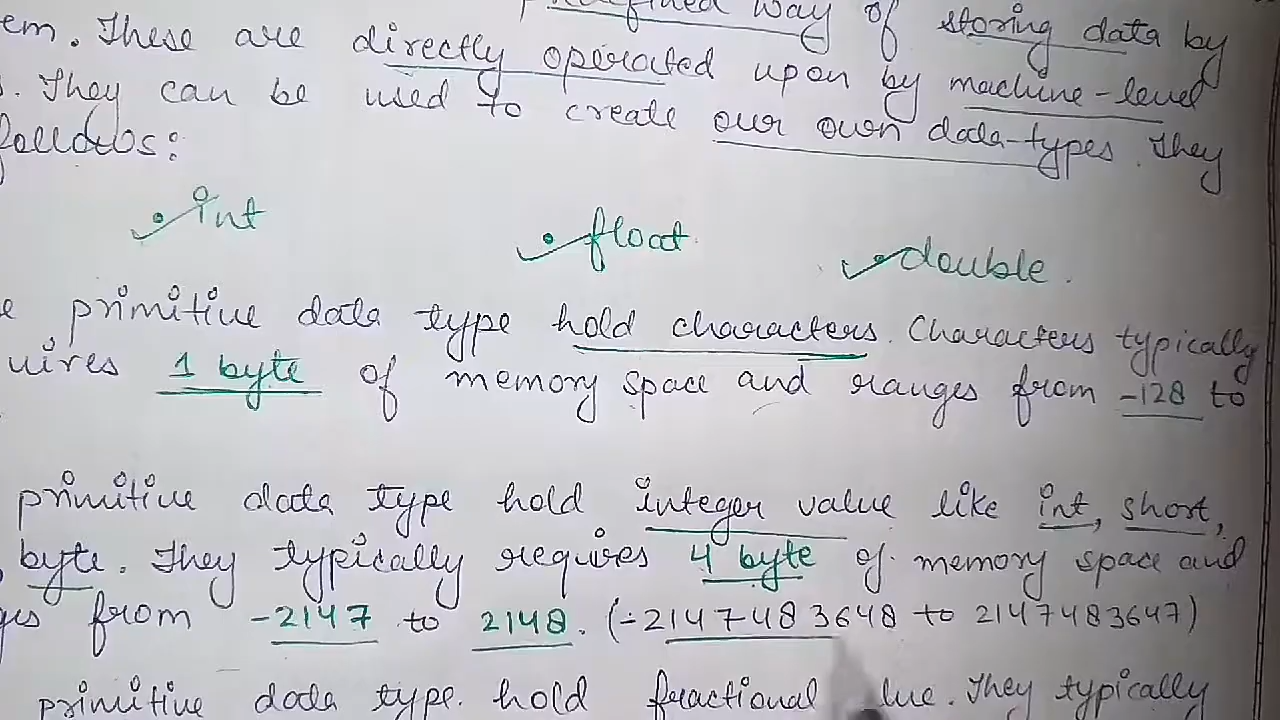 way of storing data by
em. These are directly operated upon by machine-level
. They can be used to create our own data-types. They
follows:
int float double.
primitive data type hold characters. Characters typically
uires 1 byte of memory space and ranges from -128 to
primitive data type hold integer value like int, short,
byte. They typically requires 4 byte of memory space and
ges from -2147 to 2148. (-2147483648 to 2147483647)
primitive data type hold fractional lue. They typically